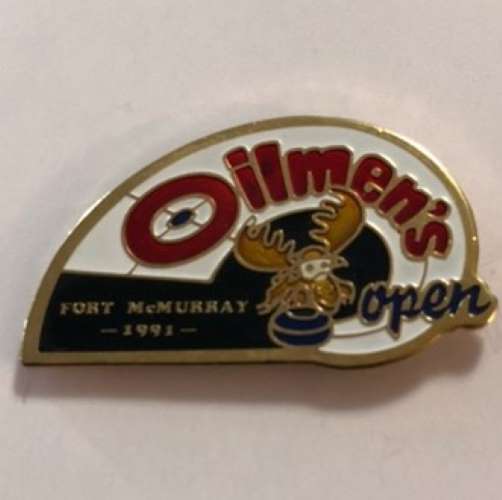 Oilmen's
open
FORT McMURRAY
- 1991 -